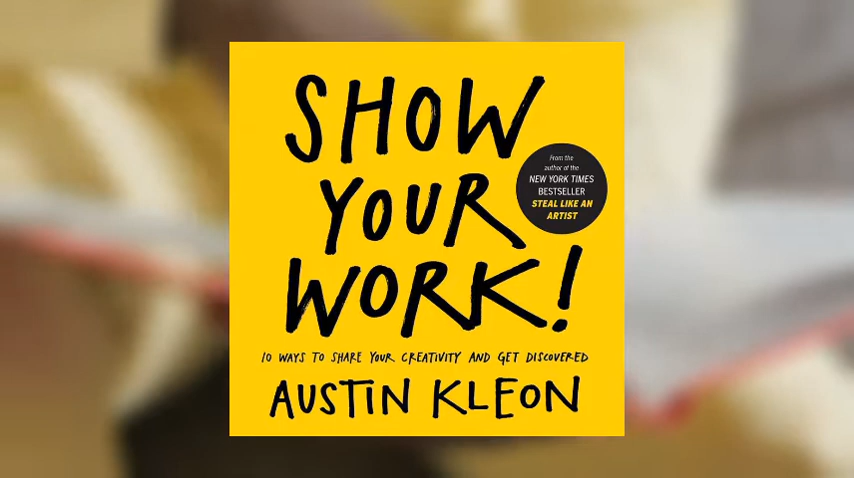 SHOW
YOUR
WORK!
From the
author of the
NEW YORK TIMES
BESTSELLER
STEAL LIKE AN
ARTIST
10 WAYS TO SHARE YOUR CREATIVITY AND GET DISCOVERED
AUSTIN KLEON